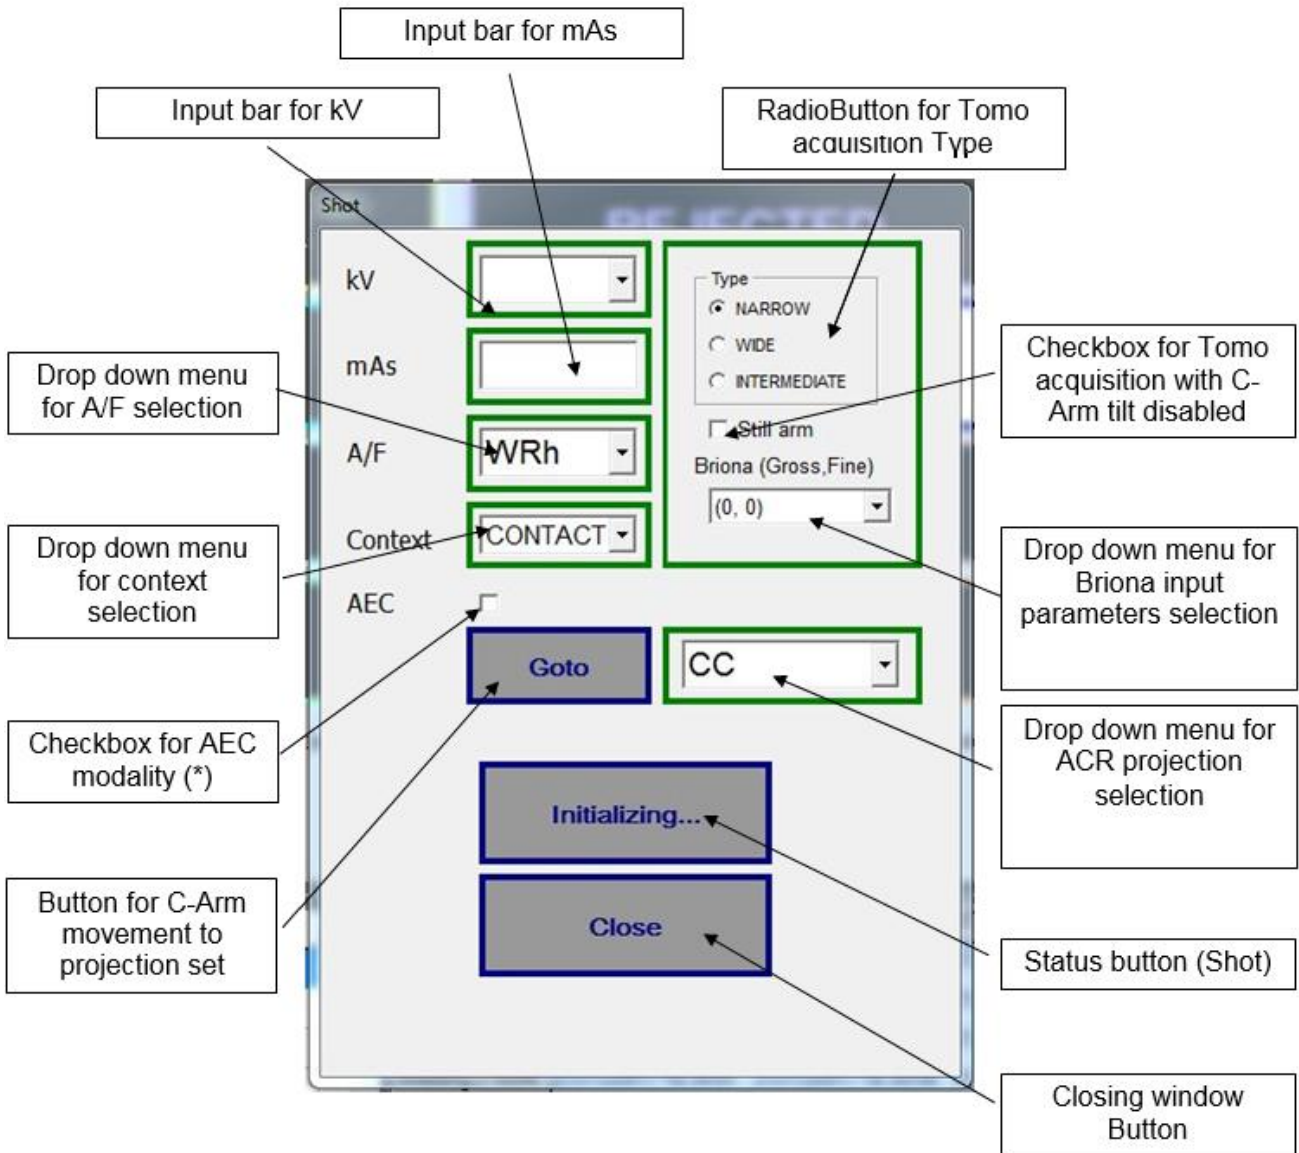 Input bar for mAs
Input bar for kV
RadioButton for Tomo
acquisition Type
Shot
REJECTED
kV
Type
NARROW
WIDE
INTERMEDIATE
mAs
Drop down menu
for A/F selection
Checkbox for Tomo
acquisition with C-
Arm tilt disabled
A/F
WRh
Still arm
Briona (Gross,Fine)
(0, 0)
Drop down menu
for context
selection
Context
CONTACT
Drop down menu for
Briona input
parameters selection
AEC
Goto
CC
Checkbox for AEC
modality (*)
Drop down menu for
ACR projection
selection
Initializing...
Button for C-Arm
movement to
projection set
Close
Status button (Shot)
Closing window
Button